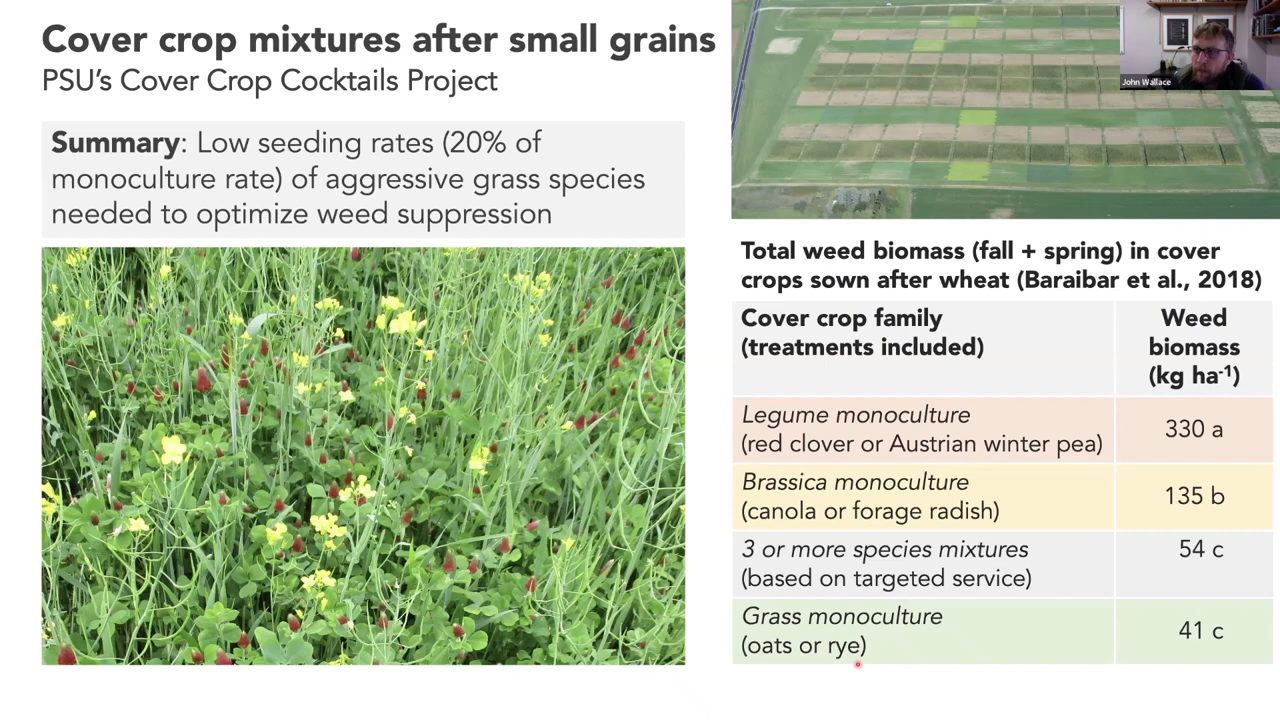 Cover crop mixtures after small grains
PSU's Cover Crop Cocktails Project
Summary: Low seeding rates (20% of
monoculture rate) of aggressive grass species
needed to optimize weed suppression
John Wallace
Total weed biomass (fall + spring) in cover
crops sown after wheat (Baraibar et al., 2018)
Cover crop family
(treatments included)
Weed
biomass
(kg ha⁻¹)
Legume monoculture
(red clover or Austrian winter pea)
330 a
Brassica monoculture
(canola or forage radish)
135 b
3 or more species mixtures
(based on targeted service)
54 c
Grass monoculture
(oats or rye)
41 c